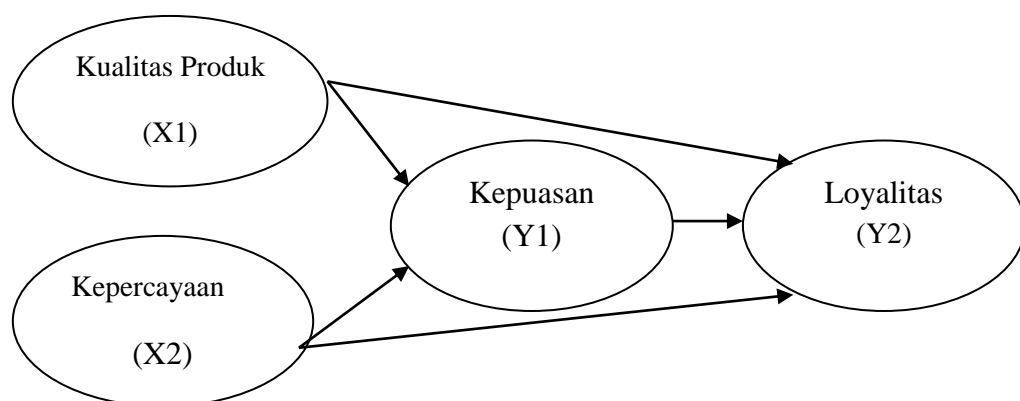 Kualitas Produk
(X1)
Kepuasan
(Y1)
Loyalitas
(Y2)
Kepercayaan
(X2)